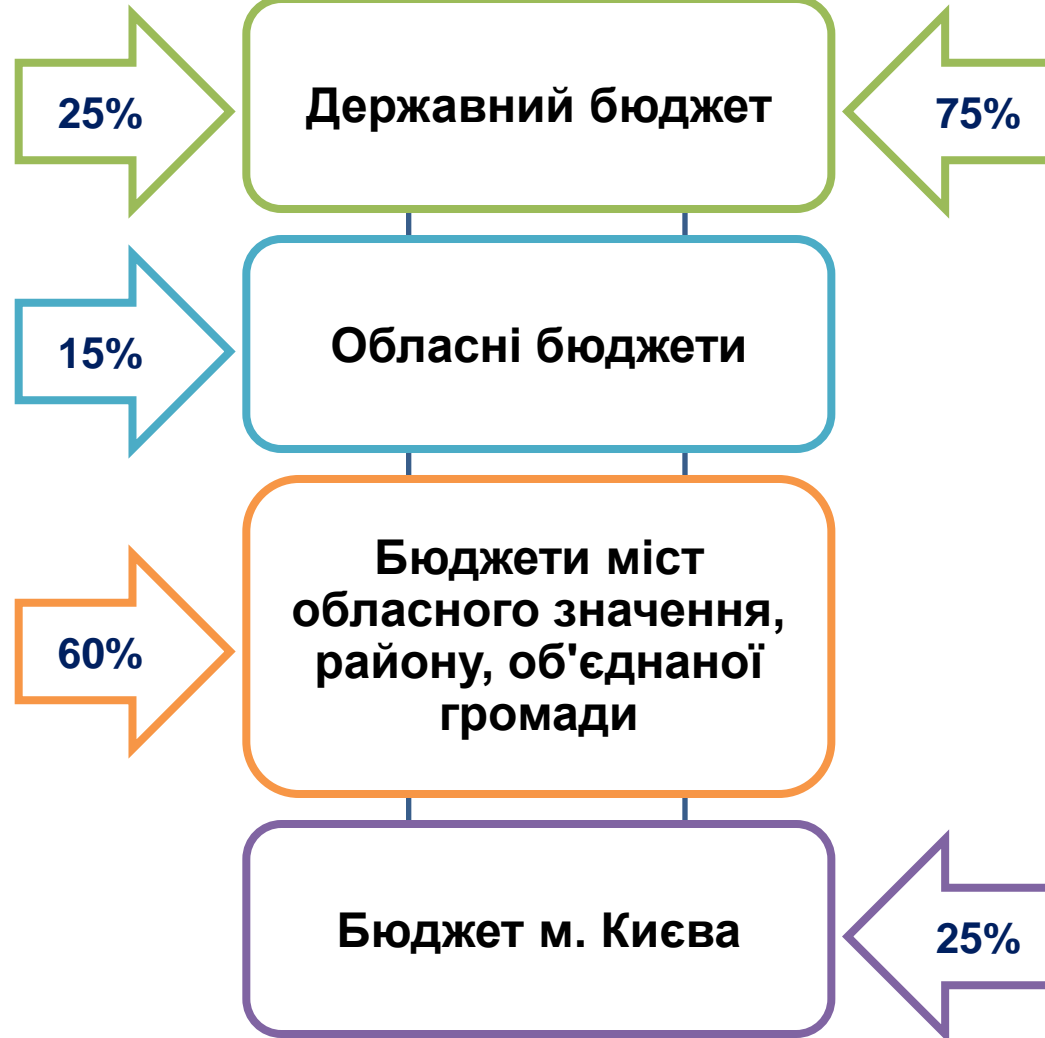 25%
Державний бюджет
75%
15%
Обласні бюджети
60%
Бюджети міст
обласного значення,
району, об'єднаної
громади
Бюджет м. Києва
25%